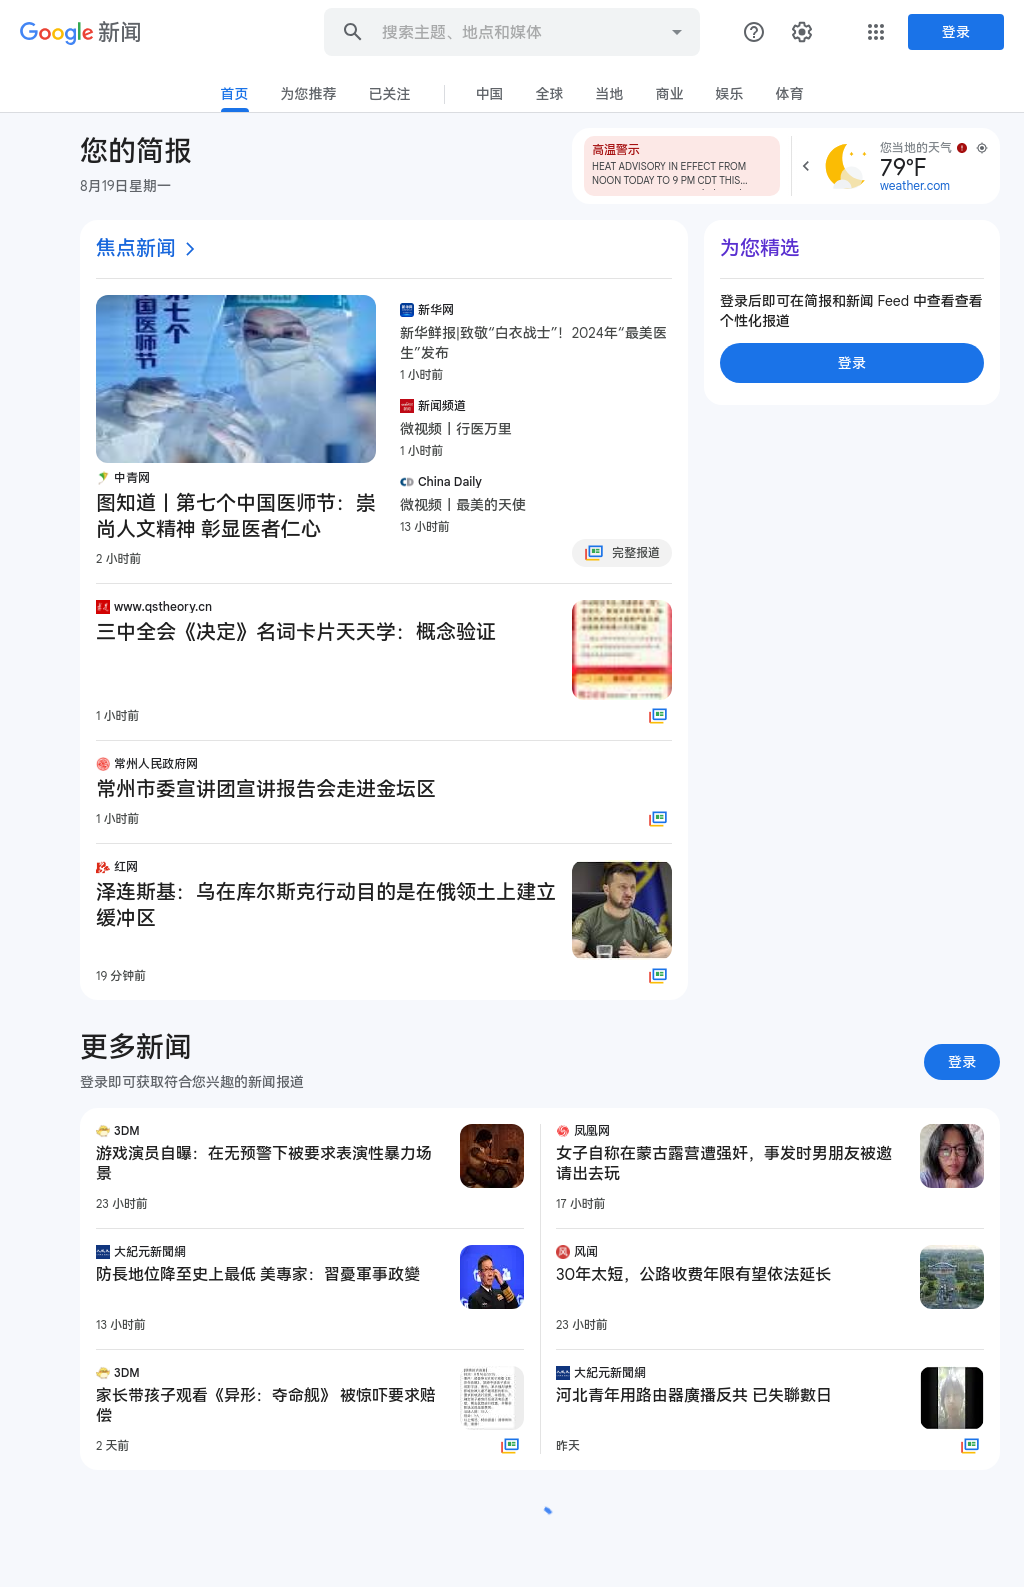 Google 新闻
搜索主题、地点和媒体
登录
首页 为您推荐 已关注 中国 全球 当地 商业 娱乐 体育
您的简报
8月19日星期一
高温警示
HEAT ADVISORY IN EFFECT FROM
NOON TODAY TO 9 PM CDT THIS...
您当地的天气
79°F
weather.com
焦点新闻
第七个
中国医师节
中青网
图知道丨第七个中国医师节：崇
尚人文精神 彰显医者仁心
2 小时前
新华网
新华鲜报|致敬“白衣战士”！2024年“最美医
生”发布
1 小时前
新闻频道
微视频丨行医万里
1 小时前
China Daily
微视频丨最美的天使
13 小时前
完整报道
www.qstheory.cn
三中全会《决定》名词卡片天天学：概念验证
1 小时前
常州人民政府网
常州市委宣讲团宣讲报告会走进金坛区
1 小时前
红网
泽连斯基：乌在库尔斯克行动目的是在俄领土上建立
缓冲区
19 分钟前
为您精选
登录后即可在简报和新闻 Feed 中查看查看
个性化报道
登录
更多新闻
登录即可获取符合您兴趣的新闻报道
登录
3DM
游戏演员自曝：在无预警下被要求表演性暴力场
景
23 小时前
大紀元新聞網
防長地位降至史上最低 美專家：習憂軍事政變
13 小时前
3DM
家长带孩子观看《异形：夺命舰》 被惊吓要求赔
偿
2 天前
凤凰网
女子自称在蒙古露营遭强奸，事发时男朋友被邀
请出去玩
17 小时前
风闻
30年太短，公路收费年限有望依法延长
23 小时前
大紀元新聞網
河北青年用路由器廣播反共 已失聯數日
昨天